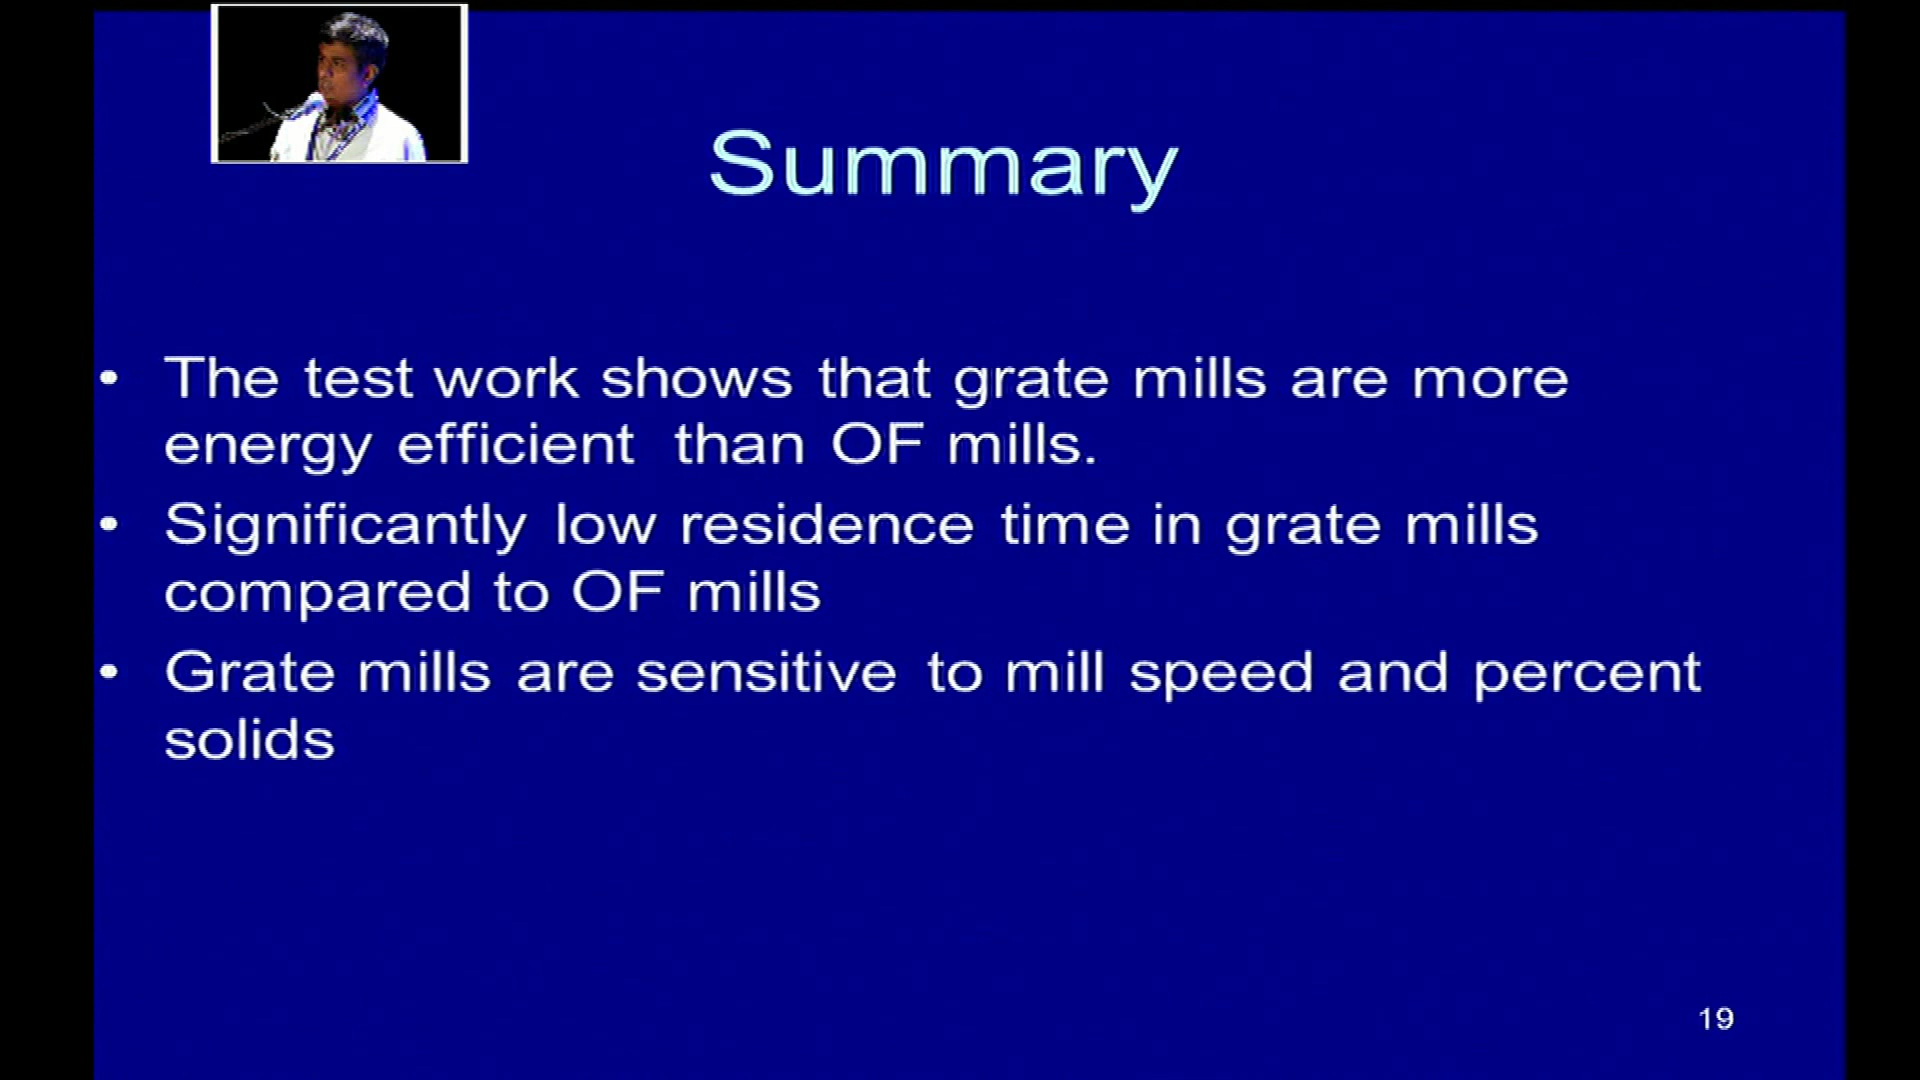 Summary
• The test work shows that grate mills are more
energy efficient than OF mills.
• Significantly low residence time in grate mills
compared to OF mills
• Grate mills are sensitive to mill speed and percent
solids
19